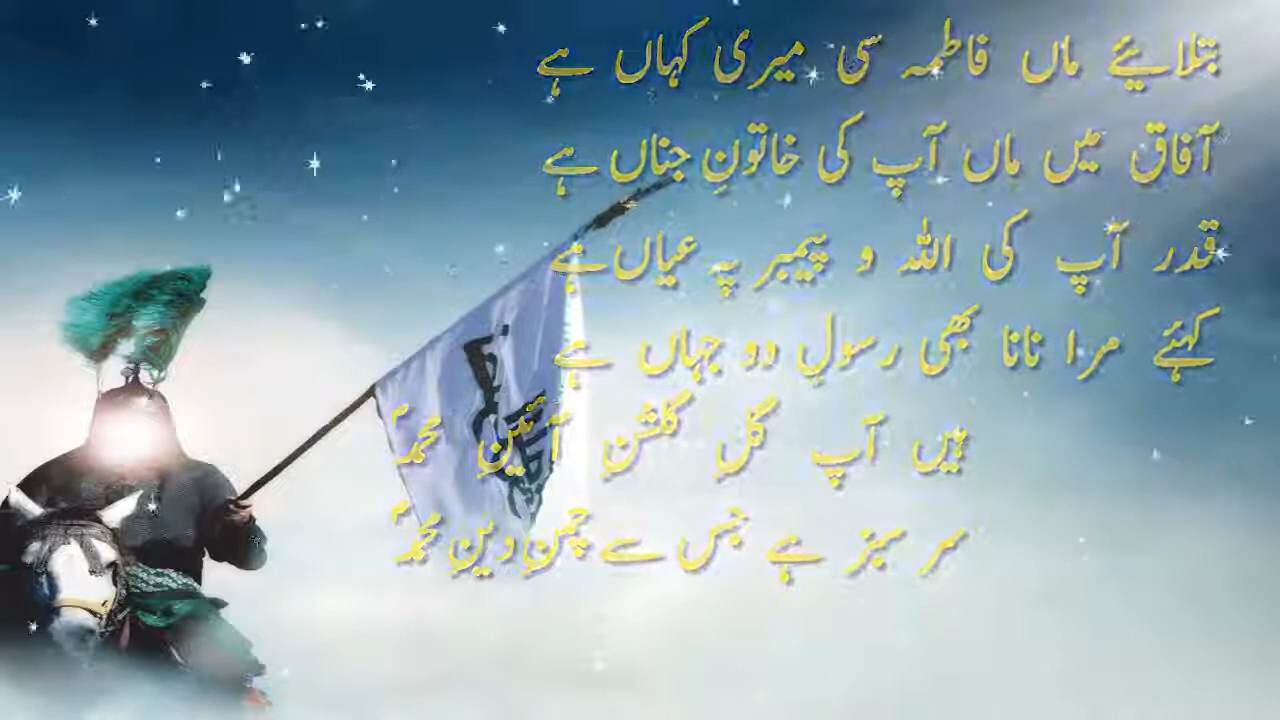 بتلایئے ماں فاطمہ سی میری کہاں ہے
آفاق میں ماں آپ کی خاتونِ جناں ہے
قدر آپ کی اللہ و پیمبر پہ عیاں ہے
کہئے مرا نانا بھی رسولِ دو جہاں ہے
ہیں آپ گلِ گلشنِ آئینِ محمدؐ
سر سبز ہے جس سے چمنِ دینِ محمدؐ